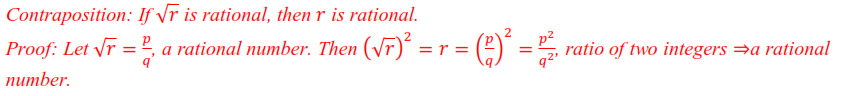 Contraposition: If √r is rational, then r is rational.
Proof: Let √r = p/q, a rational number. Then (√r)² = r = (p/q)² = p²/q², ratio of two integers ⇒a rational
number.